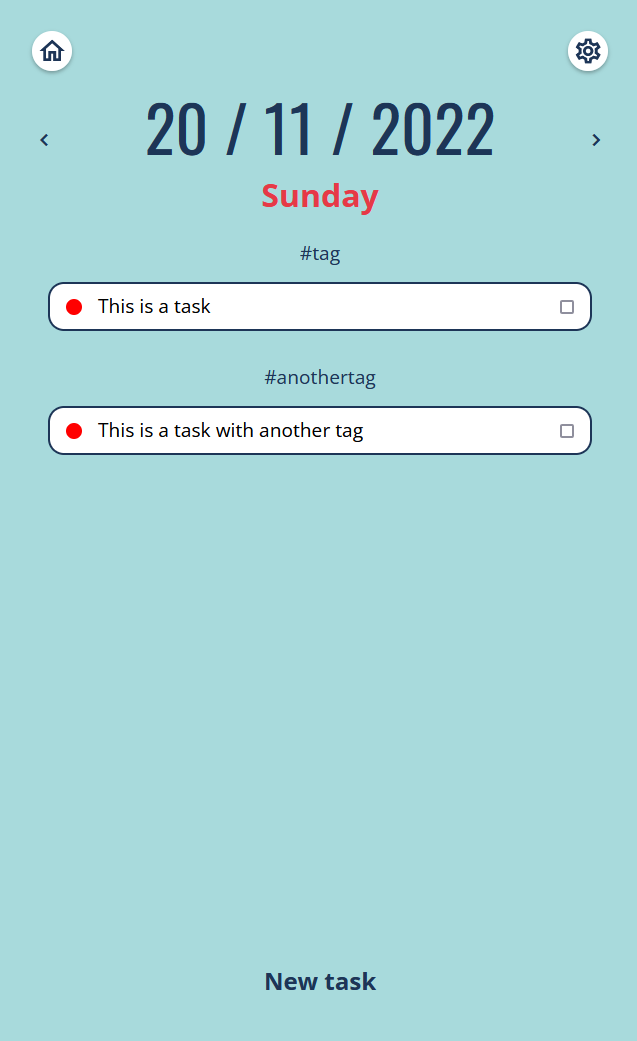 20 / 11 / 2022
Sunday
#tag
This is a task
#anothertag
This is a task with another tag
New task